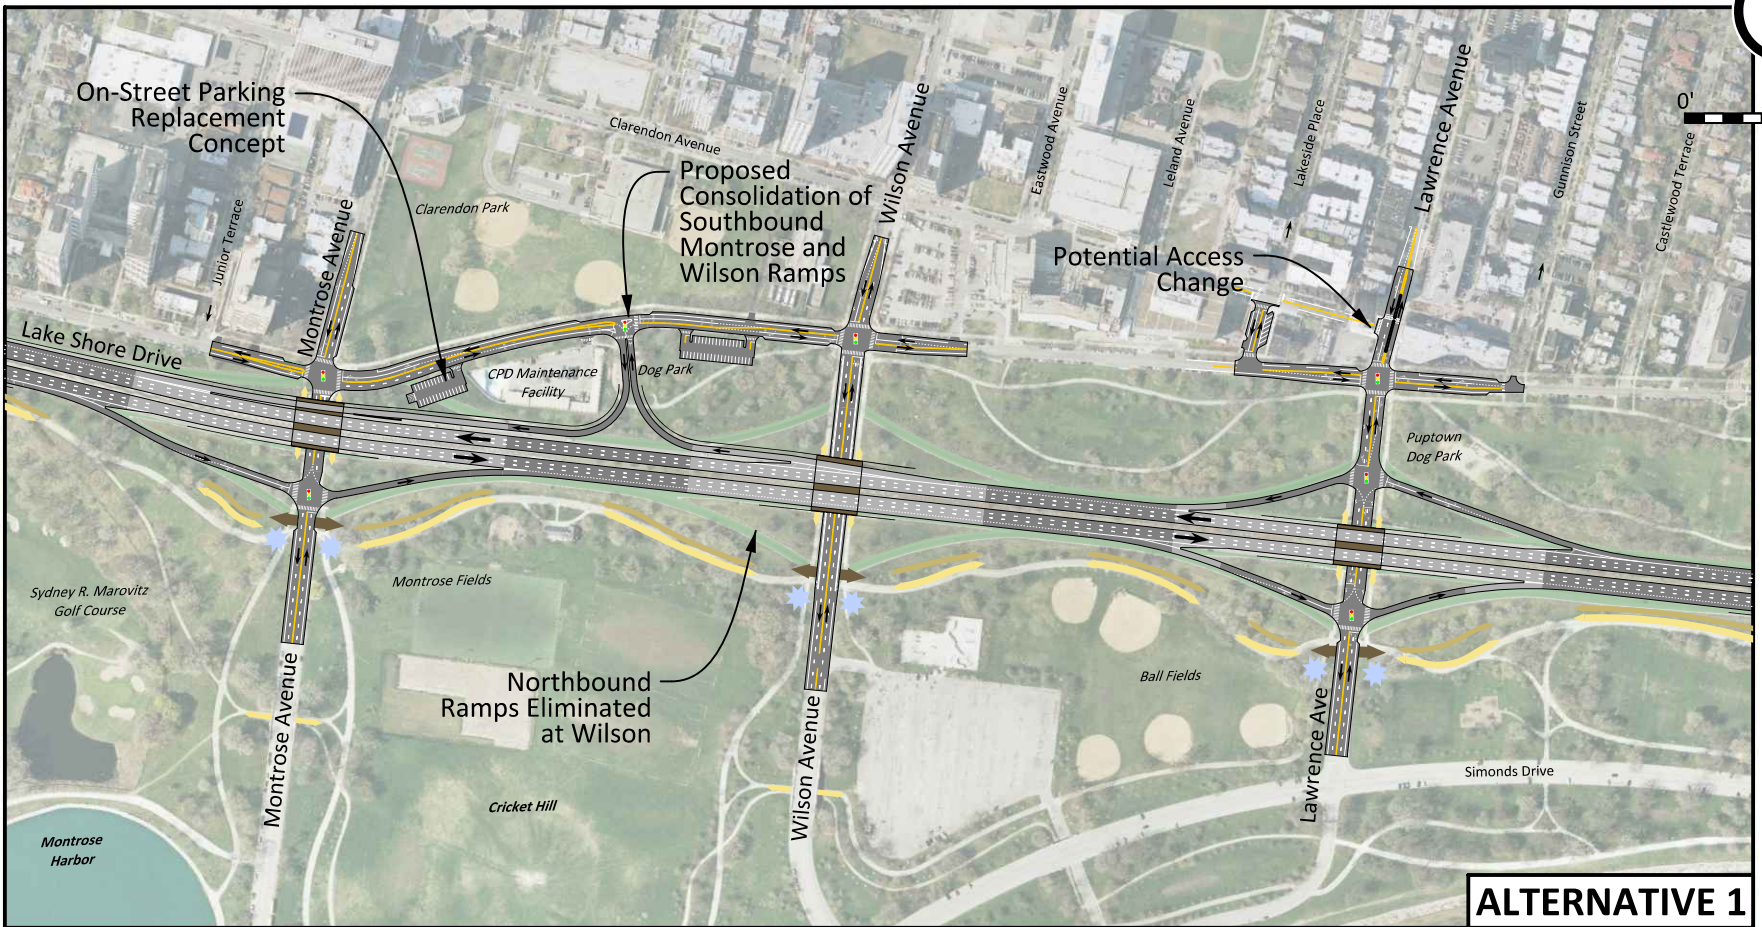 On-Street Parking
Replacement
Concept
Clarendon Avenue
Proposed
Consolidation of
Southbound
Montrose and
Wilson Ramps
Wilson Avenue
Eastwood Avenue
Leland Avenue
Lakeside Place
Lawrence Avenue
Gunnison Street
Castlewood Terrace
0'
Junior Terrace
Montrose Avenue
Clarendon Park
Potential Access
Change
Lake Shore Drive
CPD Maintenance
Facility
Dog Park
Puptown
Dog Park
Sydney R. Marovitz
Golf Course
Montrose Fields
Northbound
Ramps Eliminated
at Wilson
Ball Fields
Montrose Avenue
Wilson Avenue
Lawrence Ave
Simonds Drive
Cricket Hill
Montrose
Harbor
ALTERNATIVE 1